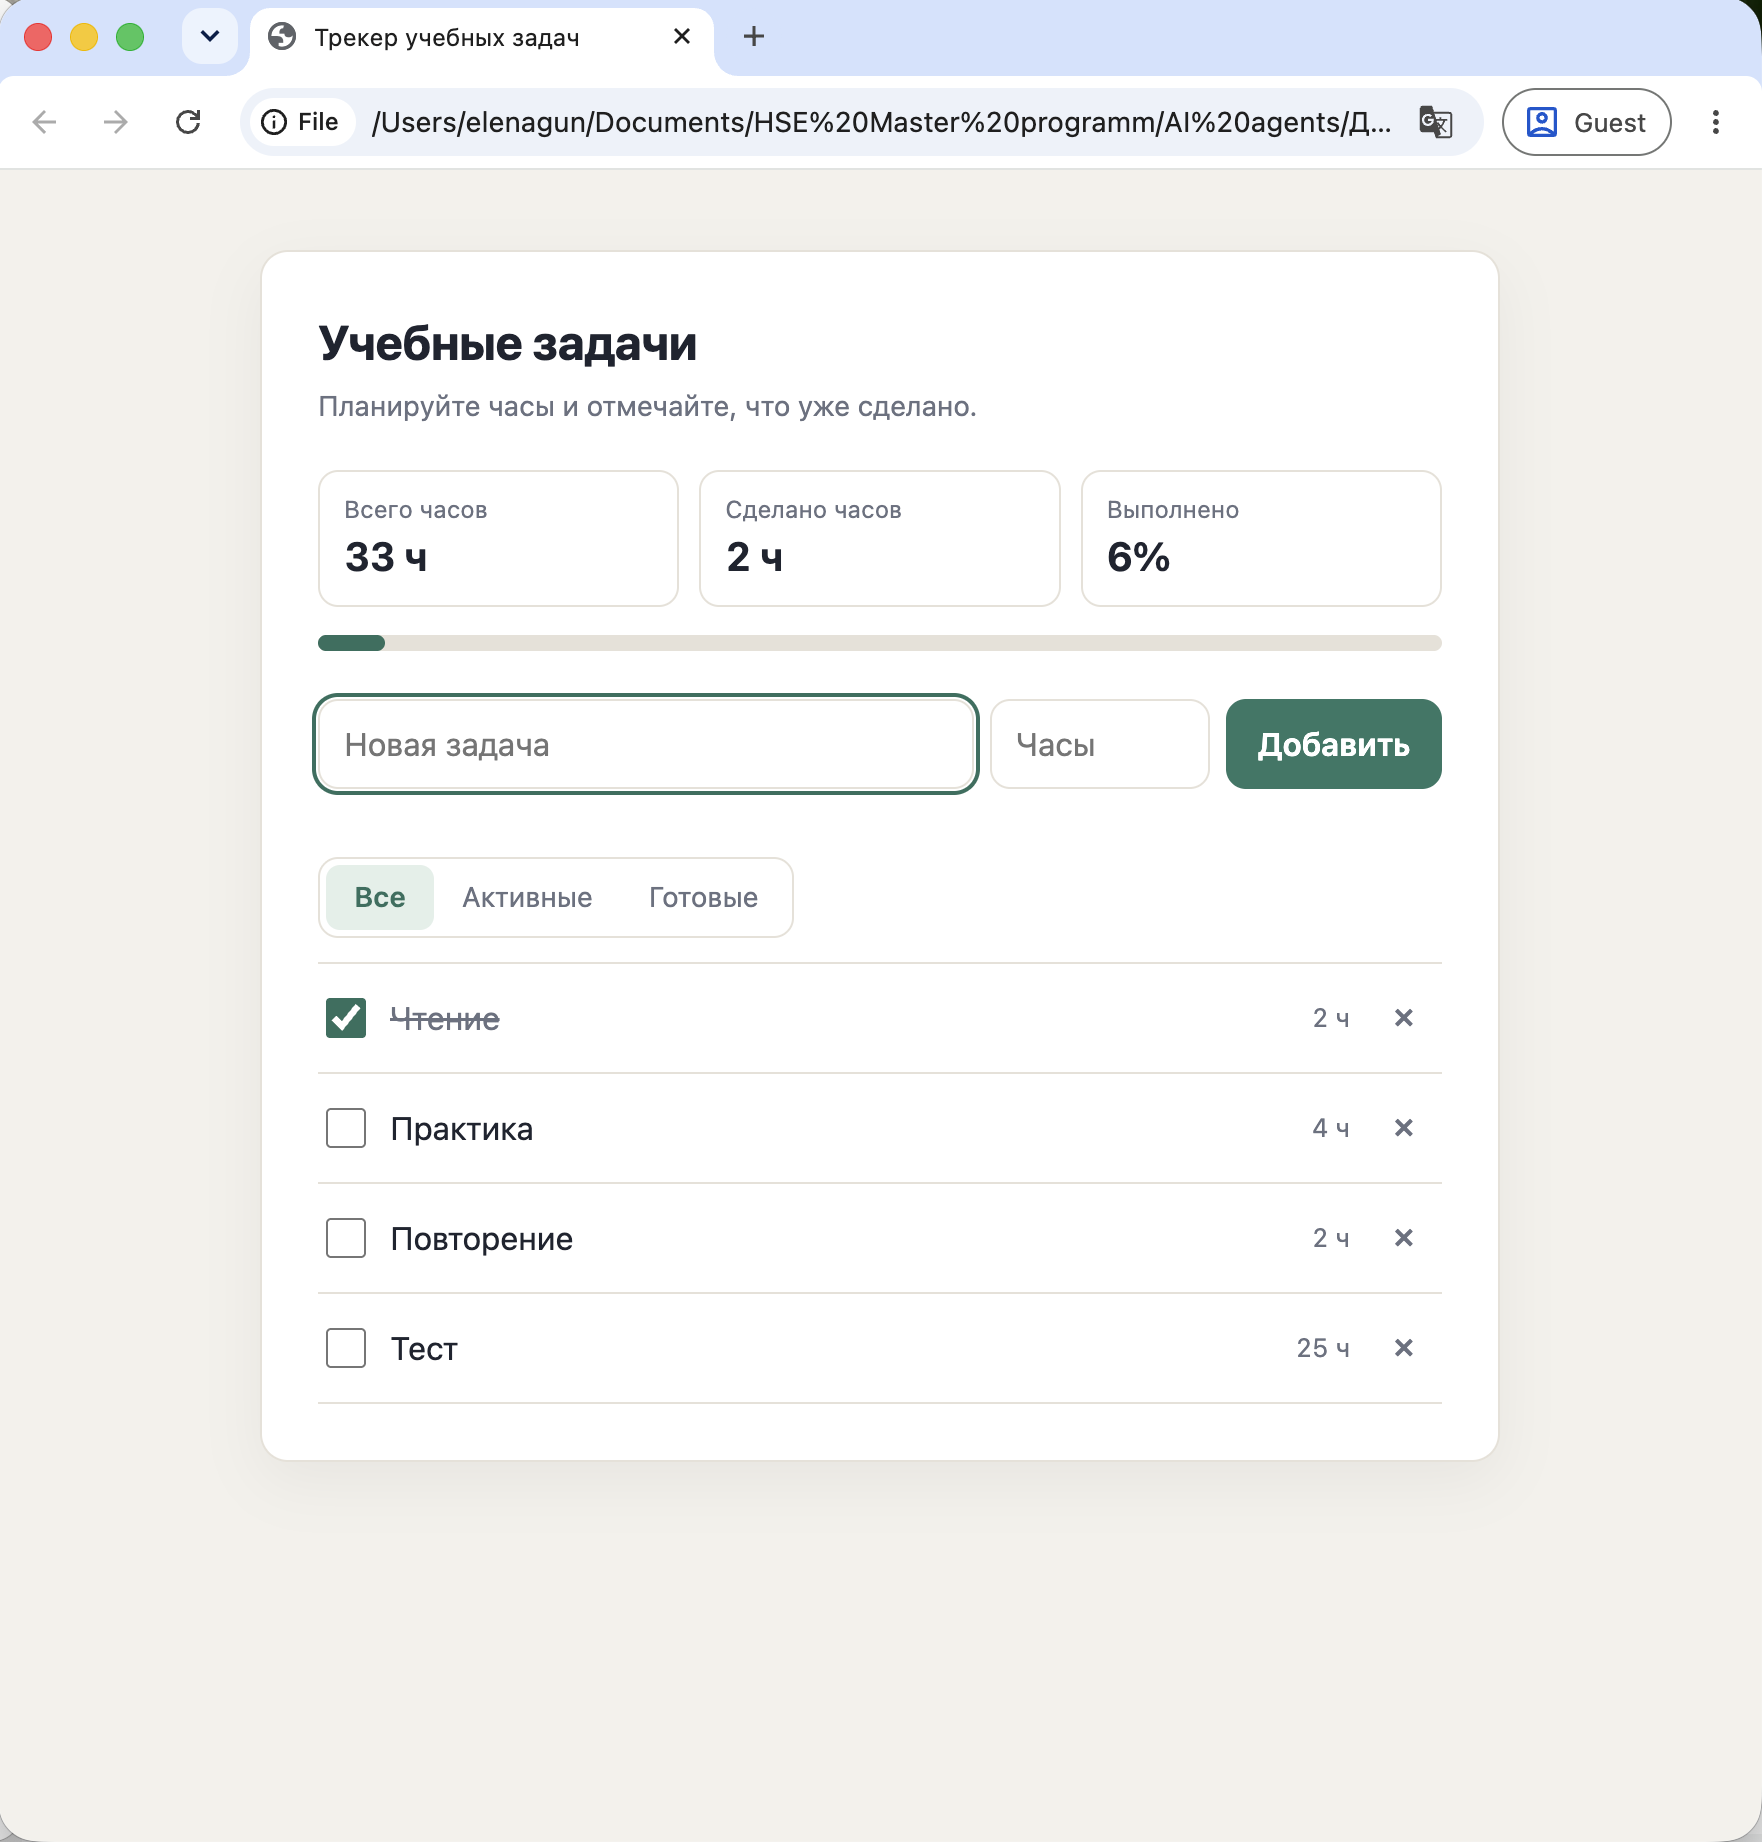 Трекер учебных задач
File /Users/elenagun/Documents/HSE%20Master%20programm/AI%20agents/Д... Guest
Учебные задачи
Планируйте часы и отмечайте, что уже сделано.
Всего часов Сделано часов Выполнено
33 ч 2 ч 6%
Новая задача Часы Добавить
Все Активные Готовые
Чтение 2 ч
Практика 4 ч
Повторение 2 ч
Тест 25 ч